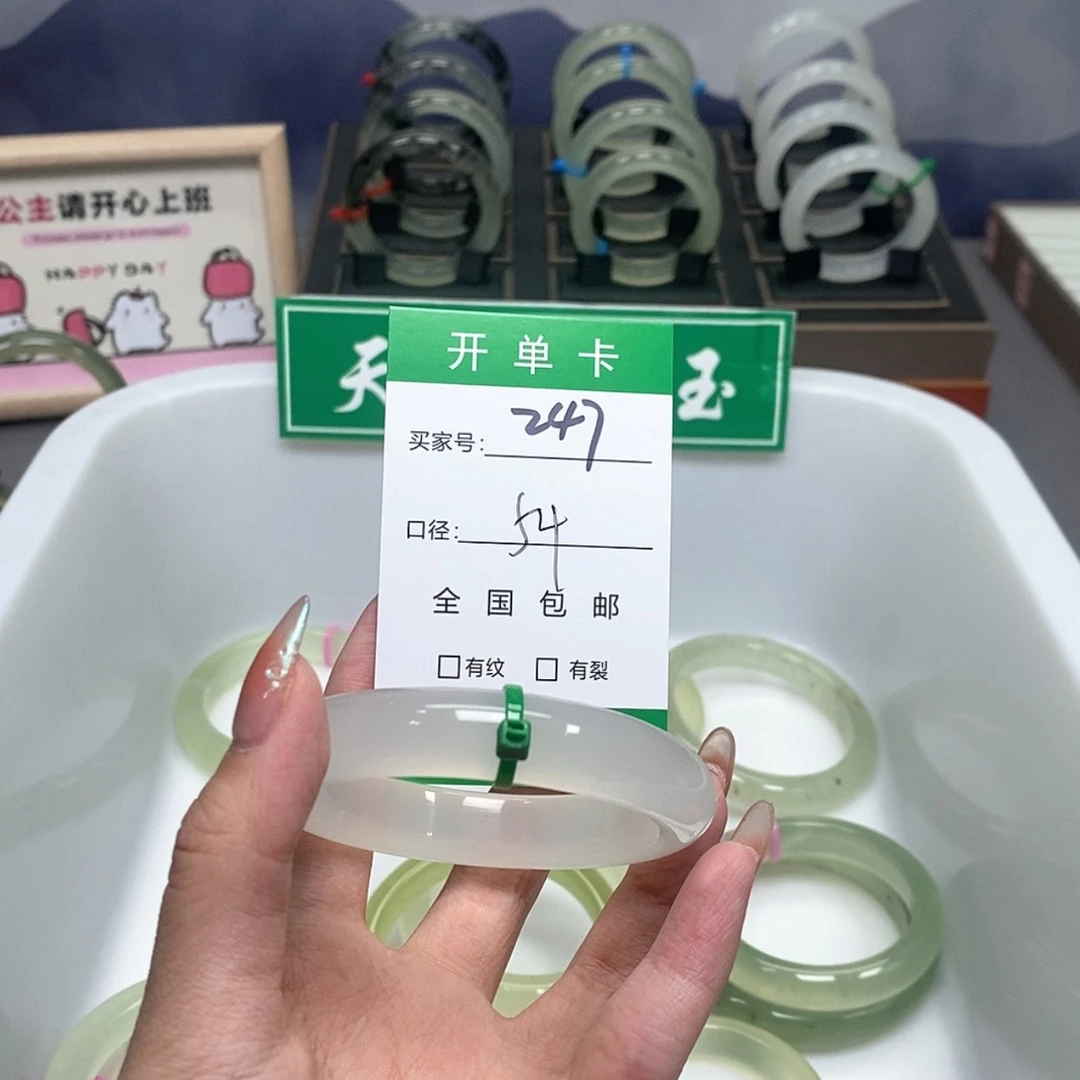 公主请开心上班
HAPPY DAY
天
玉
开单卡
买家号: 247
口径: 54
全国包邮
□有纹 □有裂